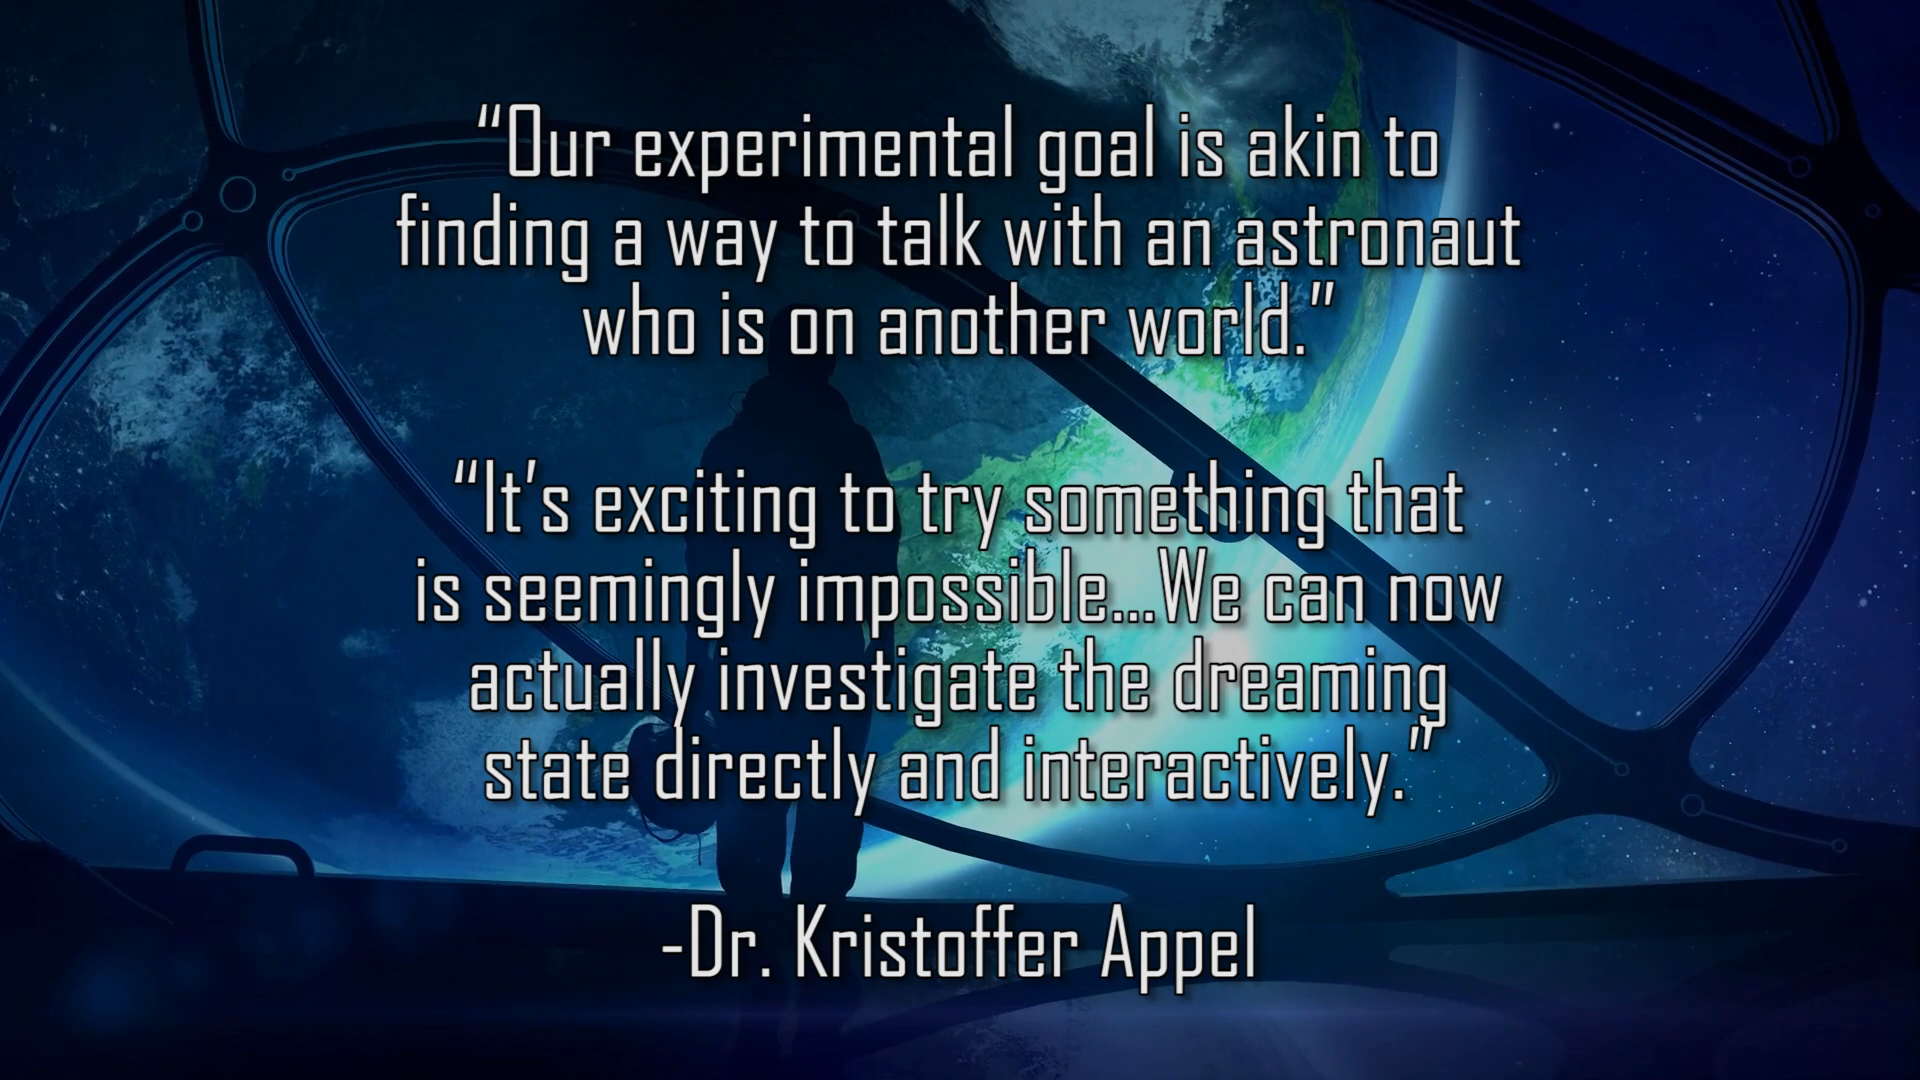 “Our experimental goal is akin to
finding a way to talk with an astronaut
who is on another world.”
“It’s exciting to try something that
is seemingly impossible...We can now
actually investigate the dreaming
state directly and interactively.”
-Dr. Kristoffer Appel